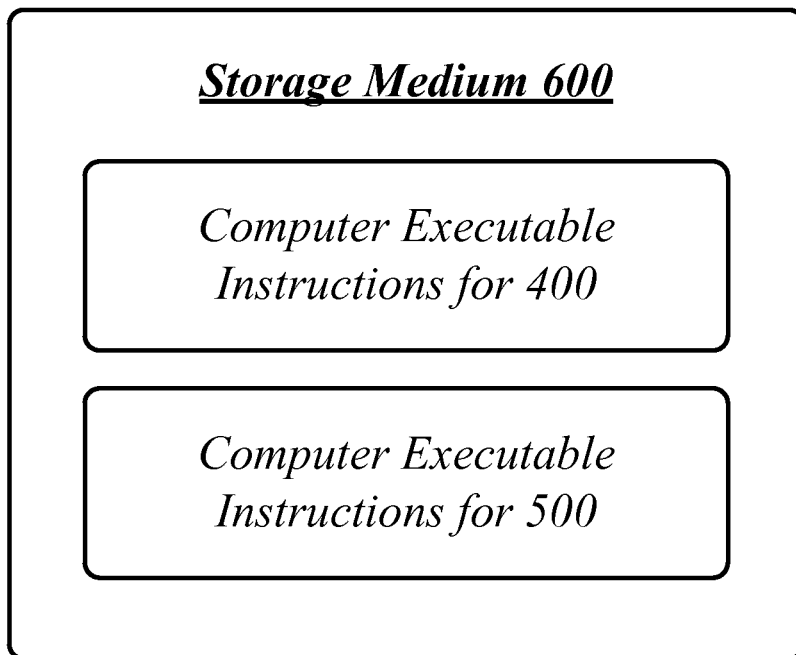 Storage Medium 600
Computer Executable
Instructions for 400
Computer Executable
Instructions for 500